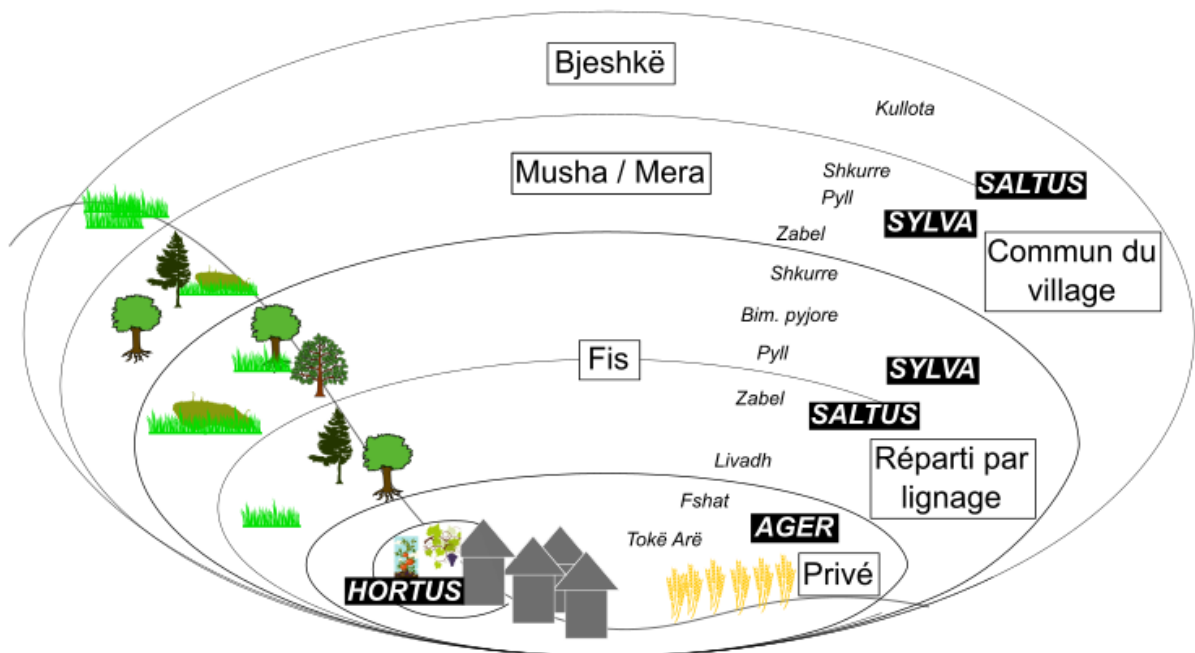 Bjeshkë
Kullota
Musha / Mera
Shkurre
SALTUS
Pyll
SYLVA
Zabel
Commun du
village
Shkurre
Bim. pyjore
Pyll
Fis
SYLVA
Zabel
SALTUS
Livadh
Réparti par
lignage
Fshat
AGER
Tokë Arë
Privé
HORTUS